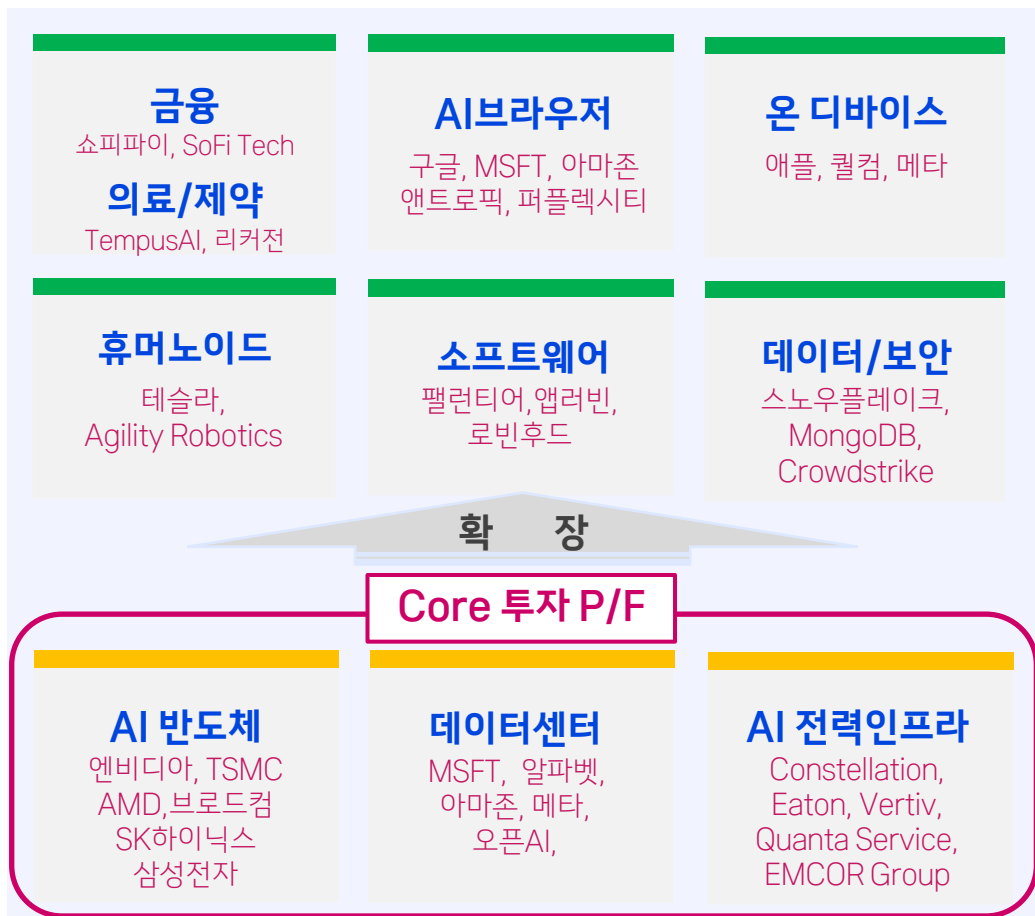 금융
쇼피파이, SoFi Tech
의료/제약
TempusAI, 리커전
AI브라우저
구글, MSFT, 아마존
앤트로픽, 퍼플렉시티
온 디바이스
애플, 퀄컴, 메타
휴머노이드
테슬라,
Agility Robotics
소프트웨어
팰런티어,앱러빈,
로빈후드
데이터/보안
스노우플레이크,
MongoDB,
Crowdstrike
확 장
Core 투자 P/F
AI 반도체
엔비디아, TSMC
AMD,브로드컴
SK하이닉스
삼성전자
데이터센터
MSFT, 알파벳,
아마존, 메타,
오픈AI,
AI 전력인프라
Constellation,
Eaton, Vertiv,
Quanta Service,
EMCOR Group